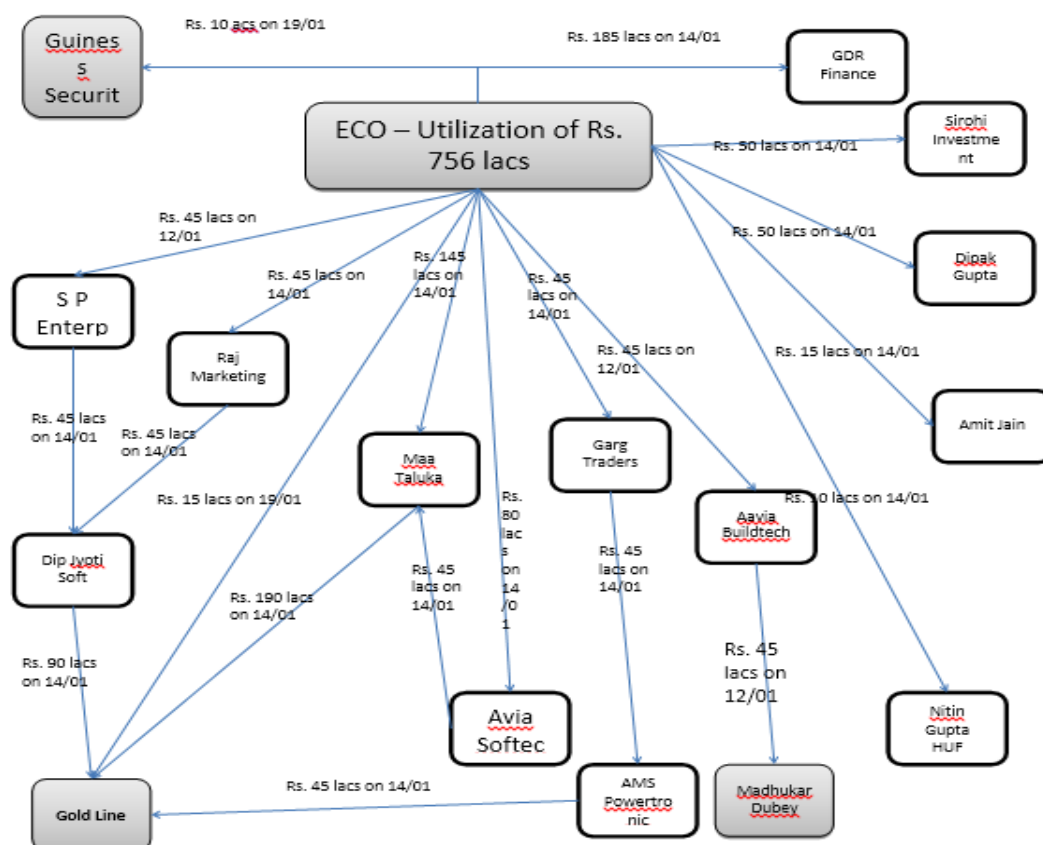 Rs. 10 acs on 19/01
Guines
s
Securit
Rs. 185 lacs on 14/01
GDR
Finance
ECO – Utilization of Rs.
756 lacs
Sirohi
Investme
nt
Rs. 50 lacs on 14/01
Rs. 45 lacs on
12/01
Rs. 50 lacs on 14/01
Dipak
Gupta
Rs. 45 lacs on
14/01
Rs. 145
lacs on
14/01
Rs. 45
lacs on
14/01
S P
Enterp
Raj
Marketing
Rs. 45 lacs on
12/01
Rs. 15 lacs on 14/01
Rs. 45 lacs
on 14/01
Rs. 45 lacs
on 14/01
Amit Jain
Maa
Taluka
Garg
Traders
Rs. 15 lacs on 19/01
Rs.
80
lac
s
on
14
/0
1
Rs. 10 lacs on 14/01
Aavia
Buildtech
Dip Jyoti
Soft
Rs. 45
lacs on
14/01
Rs. 45
lacs on
14/01
Rs. 190 lacs
on 14/01
Rs. 90 lacs
on 14/01
Rs. 45
lacs on
12/01
Avia
Softec
Nitin
Gupta
HUF
Rs. 45 lacs on 14/01
Gold Line
AMS
Powertro
nic
Madhukar
Dubey